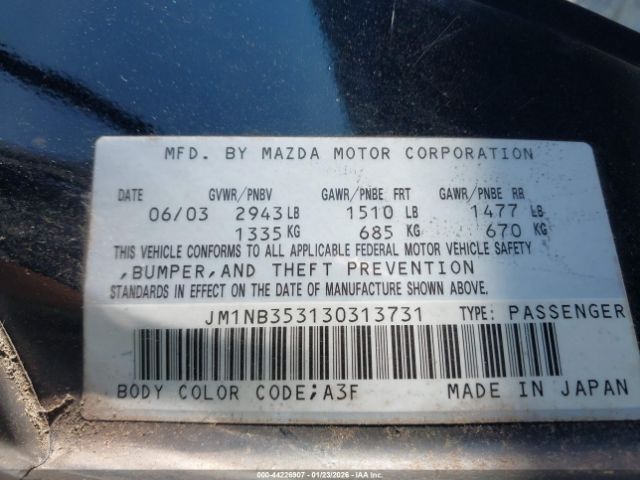 MFD. BY MAZDA MOTOR CORPORATION
DATE GVWR/PNBV GAWR/PNBE FRT GAWR/PNBE RR
06/03 2943 LB 1510 LB 1477 LB
1335 KG 685 KG 670 KG
THIS VEHICLE CONFORMS TO ALL APPLICABLE FEDERAL MOTOR VEHICLE SAFETY
,BUMPER,AND THEFT PREVENTION
STANDARDS IN EFFECT ON THE DATE OF MANUFACTURE SHOWN ABOVE.
JM1NB353130313731 TYPE: PASSENGER
BODY COLOR CODE;A3F MADE IN JAPAN
000-44226907 - 01/23/2026 - IAA Inc.